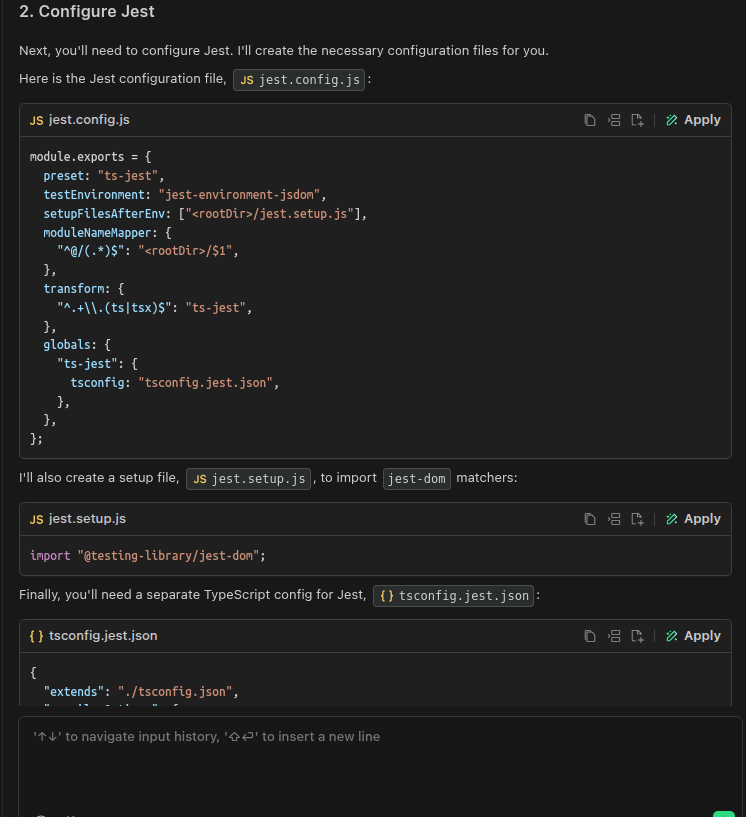 2. Configure Jest
Next, you'll need to configure Jest. I'll create the necessary configuration files for you.
Here is the Jest configuration file, JS jest.config.js :
JS jest.config.js Apply
module.exports = {
  preset: "ts-jest",
  testEnvironment: "jest-environment-jsdom",
  setupFilesAfterEnv: ["<rootDir>/jest.setup.js"],
  moduleNameMapper: {
    "^@/(.*)$": "<rootDir>/$1",
  },
  transform: {
    "^.+\\.(ts|tsx)$": "ts-jest",
  },
  globals: {
    "ts-jest": {
      tsconfig: "tsconfig.jest.json",
    },
  },
};
I'll also create a setup file, JS jest.setup.js , to import jest-dom matchers:
JS jest.setup.js Apply
import "@testing-library/jest-dom";
Finally, you'll need a separate TypeScript config for Jest, {} tsconfig.jest.json :
{} tsconfig.jest.json Apply
{
  "extends": "./tsconfig.json",
'↑↓' to navigate input history, '⇧↵' to insert a new line